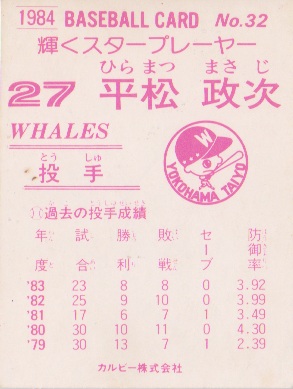 1984 BASEBALL CARD No.32
輝くスタープレーヤー
ひら まつ まさ じ
27 平松 政次
WHALES
とう しゅ
投手
W
YOKOHAMA TAIYO
過去の投手成績
年度 試合 勝利 敗戦 セーブ 防御率
'83 23 8 8 0 3.92
'82 25 9 10 0 3.99
'81 17 6 7 1 3.49
'80 30 10 11 0 4.30
'79 30 13 7 1 2.39
カルビー株式会社